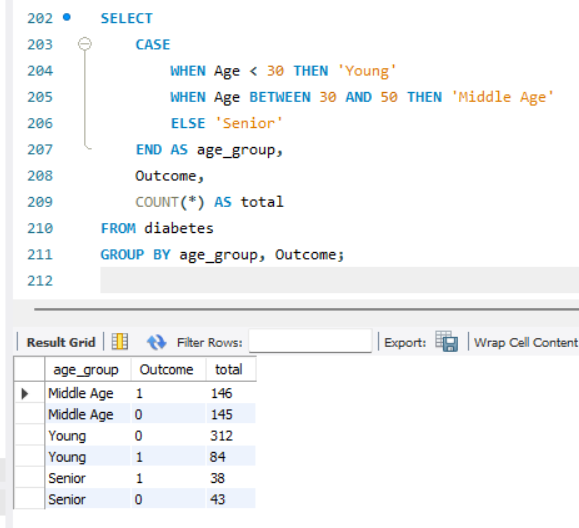 202 SELECT
203 CASE
204 WHEN Age < 30 THEN 'Young'
205 WHEN Age BETWEEN 30 AND 50 THEN 'Middle Age'
206 ELSE 'Senior'
207 END AS age_group,
208 Outcome,
209 COUNT(*) AS total
210 FROM diabetes
211 GROUP BY age_group, Outcome;
212
Result Grid Filter Rows: Export: Wrap Cell Content
age_group Outcome total
Middle Age 1 146
Middle Age 0 145
Young 0 312
Young 1 84
Senior 1 38
Senior 0 43